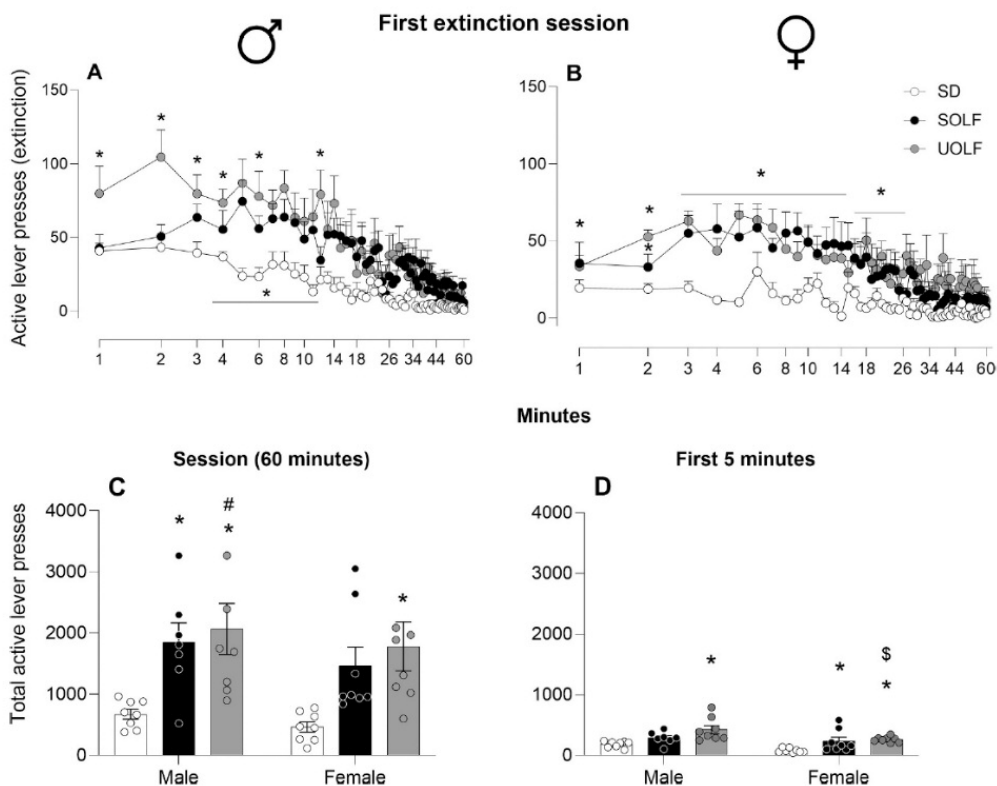 First extinction session
♂
♀
A
B
Active lever presses (extinction)
150
100
50
0
* * * * * *
*
1 2 3 4 6 8 10 14 18 26 34 44 60
150
100
50
0
* * * * *
1 2 3 4 6 8 10 14 18 26 34 44 60
SD
SOLF
UOLF
Minutes
Session (60 minutes)
First 5 minutes
C
D
Total active lever presses
4000
3000
2000
1000
0
* # * *
Male Female
4000
3000
2000
1000
0
* * $ *
Male Female